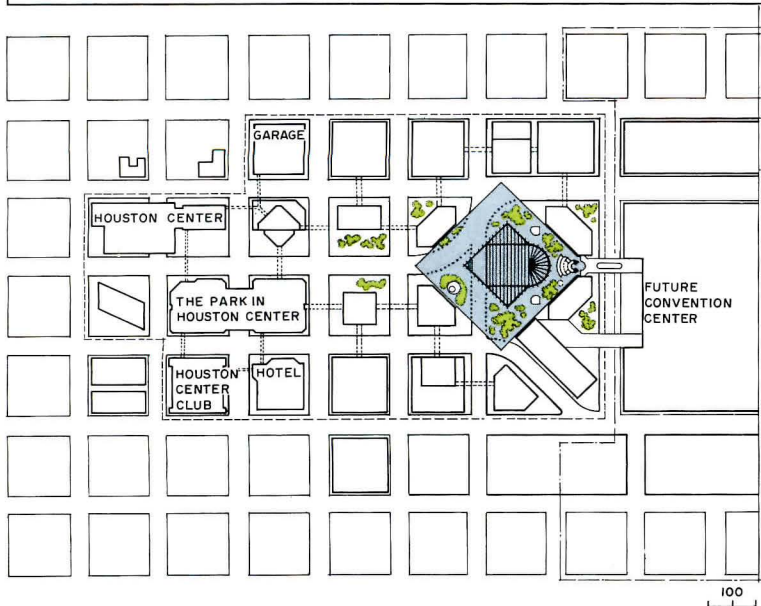 GARAGE
HOUSTON CENTER
THE PARK IN
HOUSTON CENTER
FUTURE
CONVENTION
CENTER
HOUSTON
CENTER
CLUB
HOTEL
100